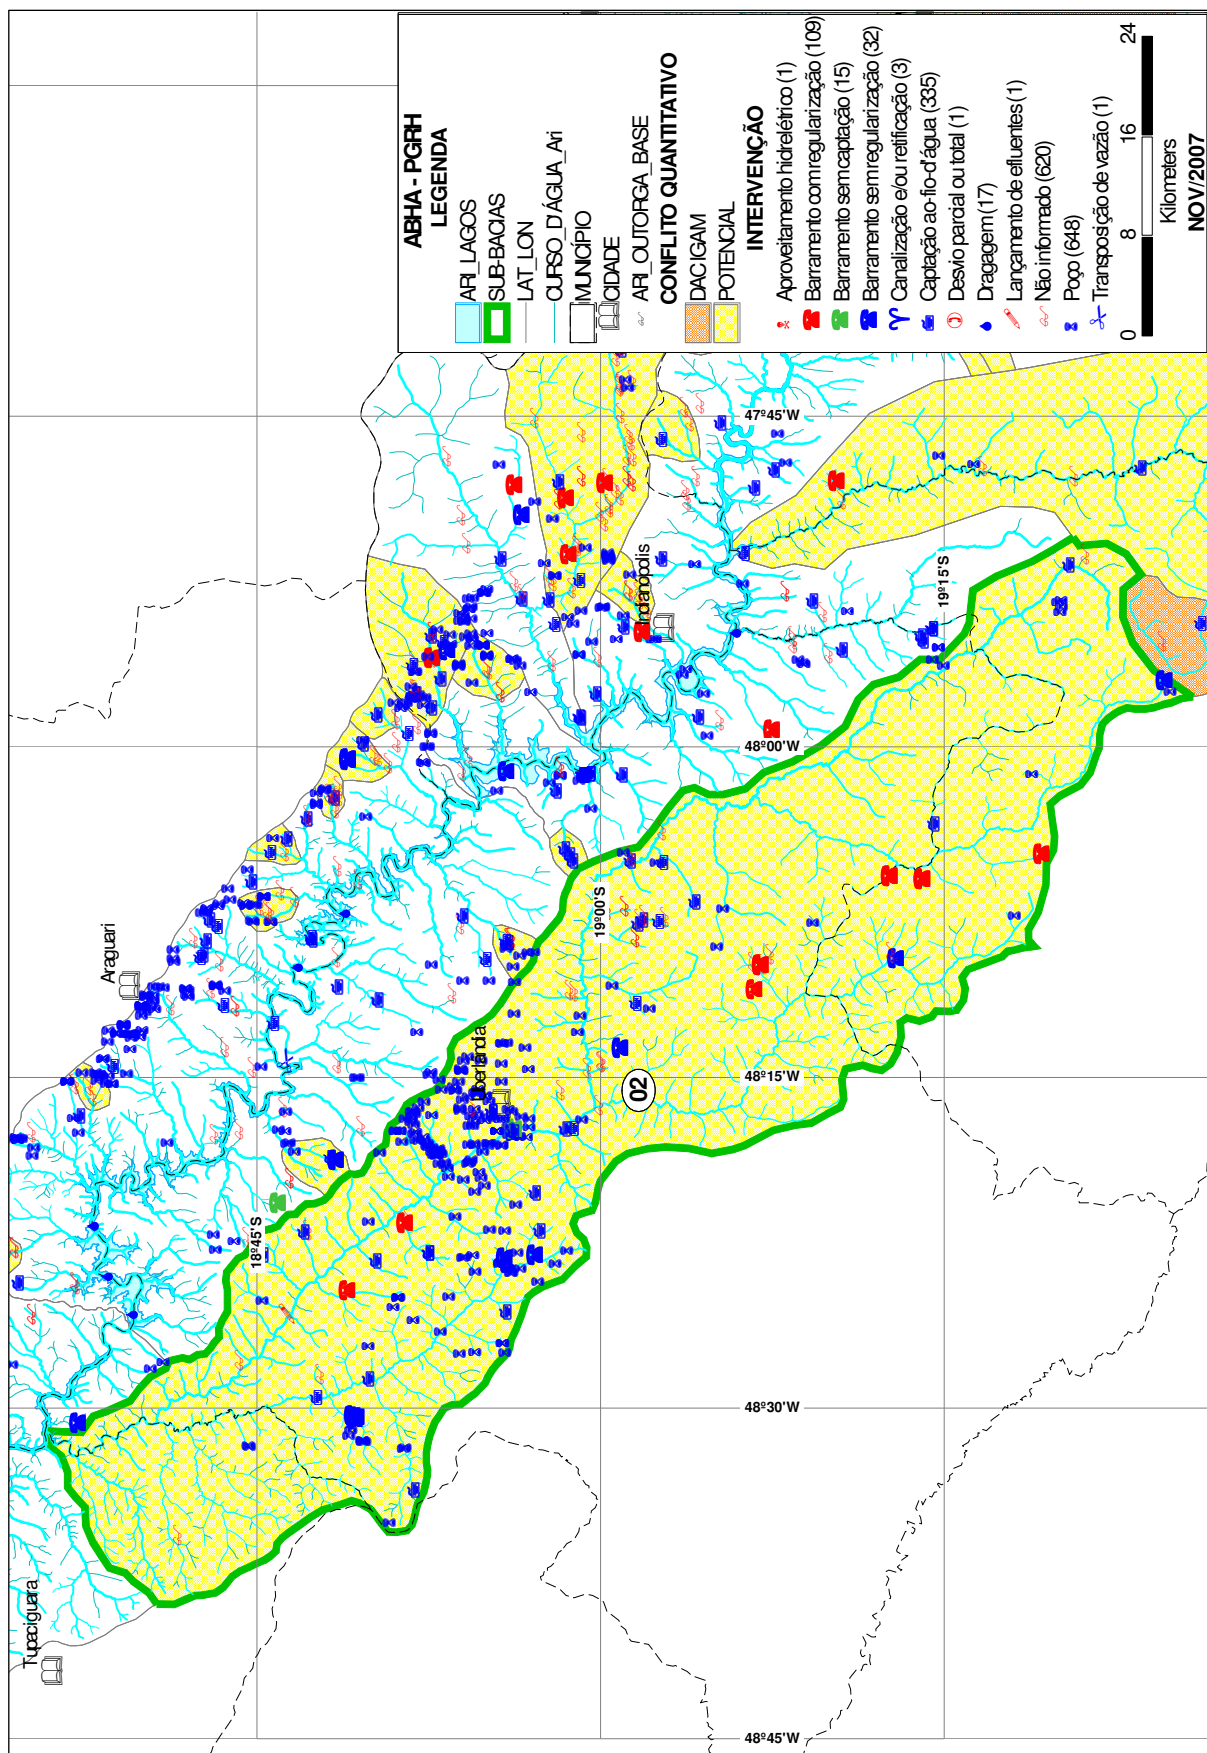 ABHA - PGRH
LEGENDA
ARI_LAGOS
SUB-BACIAS
LAT_LON
CURSO_D'ÁGUA_Ari
MUNICÍPIO
CIDADE
ARI_OUTORGA_BASE
CONFLITO QUANTITATIVO
DAC IGAM
POTENCIAL
INTERVENÇÃO
Aproveitamento hidrelétrico (1)
Barramento com regularização (109)
Barramento sem captação (15)
Barramento sem regularização (32)
Canalização e/ou retificação (3)
Captação ao-fio-d'água (335)
Desvio parcial ou total (1)
Dragagem (17)
Lançamento de efluentes (1)
Não informado (620)
Poço (648)
Transposição de vazão (1)
0 8 16 24
Kilometers
NOV/2007
Tupaciguara
Araguari
Uberlandia
Indianópolis
02
18º45'S
19º00'S
19º15'S
48º45'W
48º30'W
48º15'W
48º00'W
47º45'W